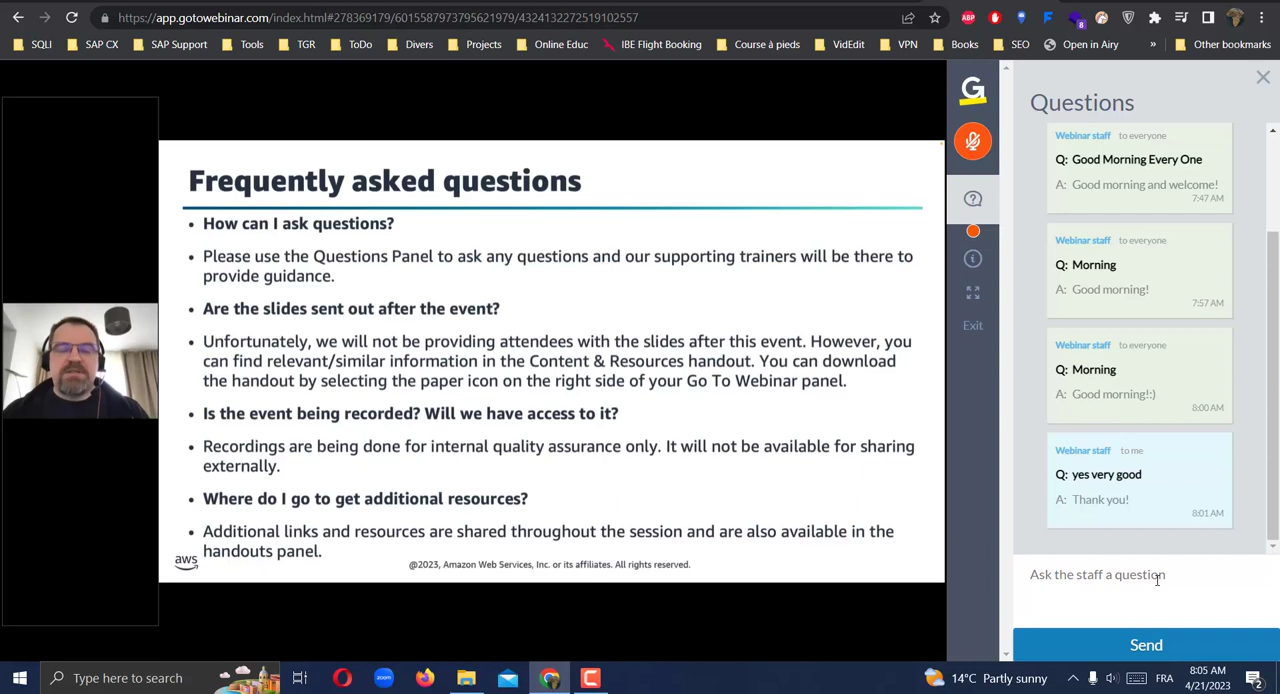 https://app.gotowebinar.com/index.html#278369179/6015587973795621979/4324132272519102557
ABP
8
SQLI
SAP CX
SAP Support
Tools
TGR
ToDo
Divers
Projects
Online Educ
IBE Flight Booking
Course à pieds
VidEdit
VPN
Books
SEO
Open in Airy
»
Other bookmarks
Frequently asked questions
• How can I ask questions?
• Please use the Questions Panel to ask any questions and our supporting trainers will be there to
provide guidance.
• Are the slides sent out after the event?
• Unfortunately, we will not be providing attendees with the slides after this event. However, you
can find relevant/similar information in the Content & Resources handout. You can download
the handout by selecting the paper icon on the right side of your Go To Webinar panel.
• Is the event being recorded? Will we have access to it?
• Recordings are being done for internal quality assurance only. It will not be available for sharing
externally.
• Where do I go to get additional resources?
• Additional links and resources are shared throughout the session and are also available in the
handouts panel.
aws
@2023, Amazon Web Services, Inc. or its affiliates. All rights reserved.
G
Exit
Questions
Webinar staff to everyone
Q: Good Morning Every One
A: Good morning and welcome!
7:47 AM
Webinar staff to everyone
Q: Morning
A: Good morning!
7:57 AM
Webinar staff to everyone
Q: Morning
A: Good morning!:)
8:00 AM
Webinar staff to me
Q: yes very good
A: Thank you!
8:01 AM
Ask the staff a question
Send
Type here to search
zoom
14°C Partly sunny
FRA
8:05 AM
4/21/2023
2